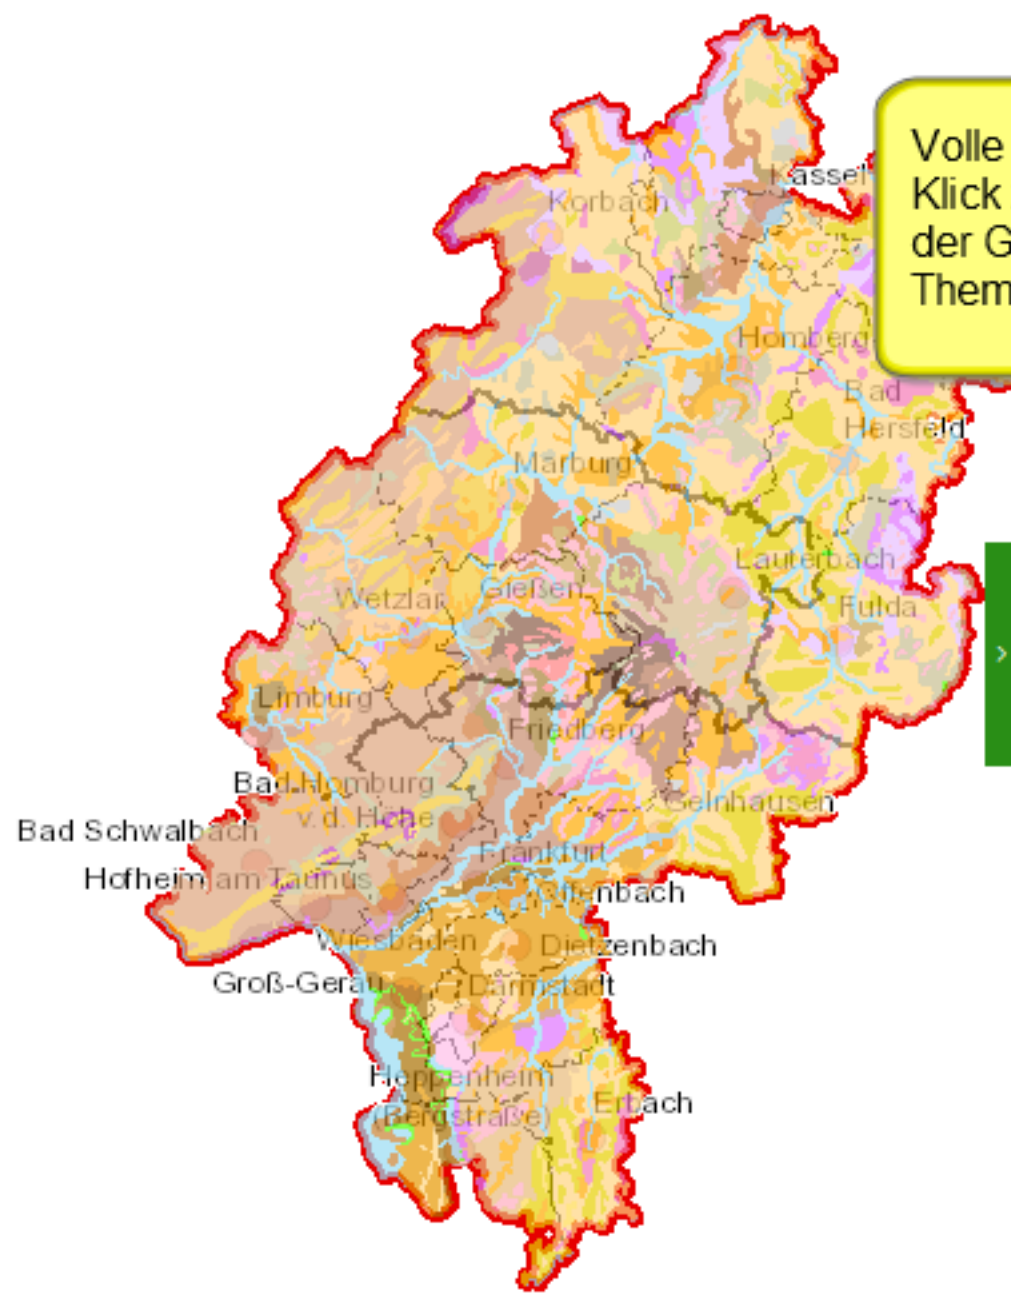 Kassel
Volle
Klick
der G
Them
Korbach
Homberg
Bad
Hersfeld
Marburg
Lauterbach
Gießen
Wetzlar
Fulda
Limburg
Friedberg
Bad Homburg
v.d. Höhe
Gelnhausen
Bad Schwalbach
Frankfurt
Hofheim am Taunus
Offenbach
Wiesbaden
Dietzenbach
Groß-Gerau
Darmstadt
Heppenheim
(Bergstraße)
Erbach